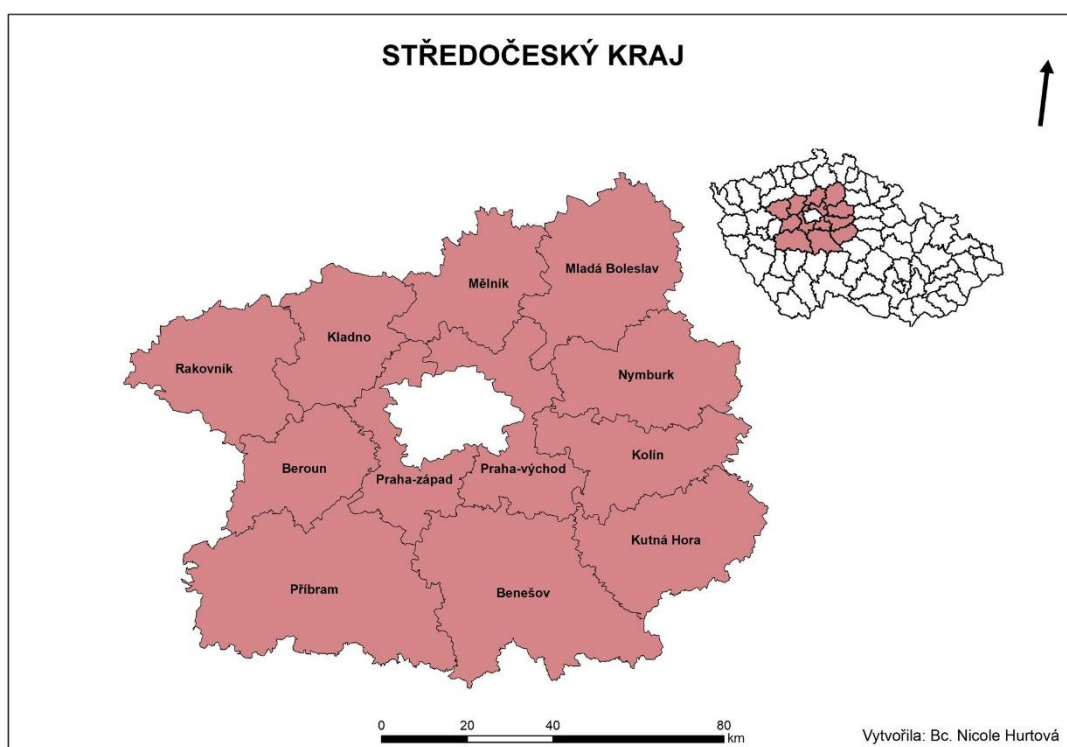 STŘEDOČESKÝ KRAJ
Mladá Boleslav
Mělník
Kladno
Rakovník
Nymburk
Kolín
Beroun
Praha-západ
Praha-východ
Kutná Hora
Příbram
Benešov
0 20 40 80
km
Vytvořila: Bc. Nicole Hurtová